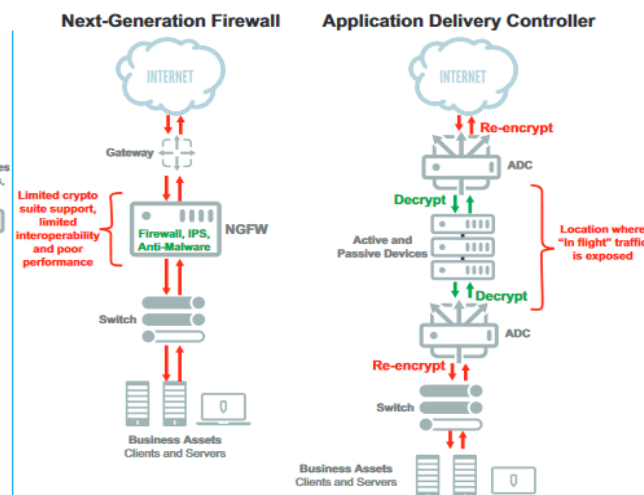 Next-Generation Firewall
INTERNET
Gateway
Limited crypto
suite support,
limited
interoperability
and poor
performance
Firewall, IPS,
Anti-Malware
NGFW
Switch
Business Assets
Clients and Servers
Application Delivery Controller
INTERNET
Re-encrypt
ADC
Decrypt
Active and
Passive Devices
Location where
"In flight" traffic
is exposed
Decrypt
ADC
Re-encrypt
Switch
Business Assets
Clients and Servers